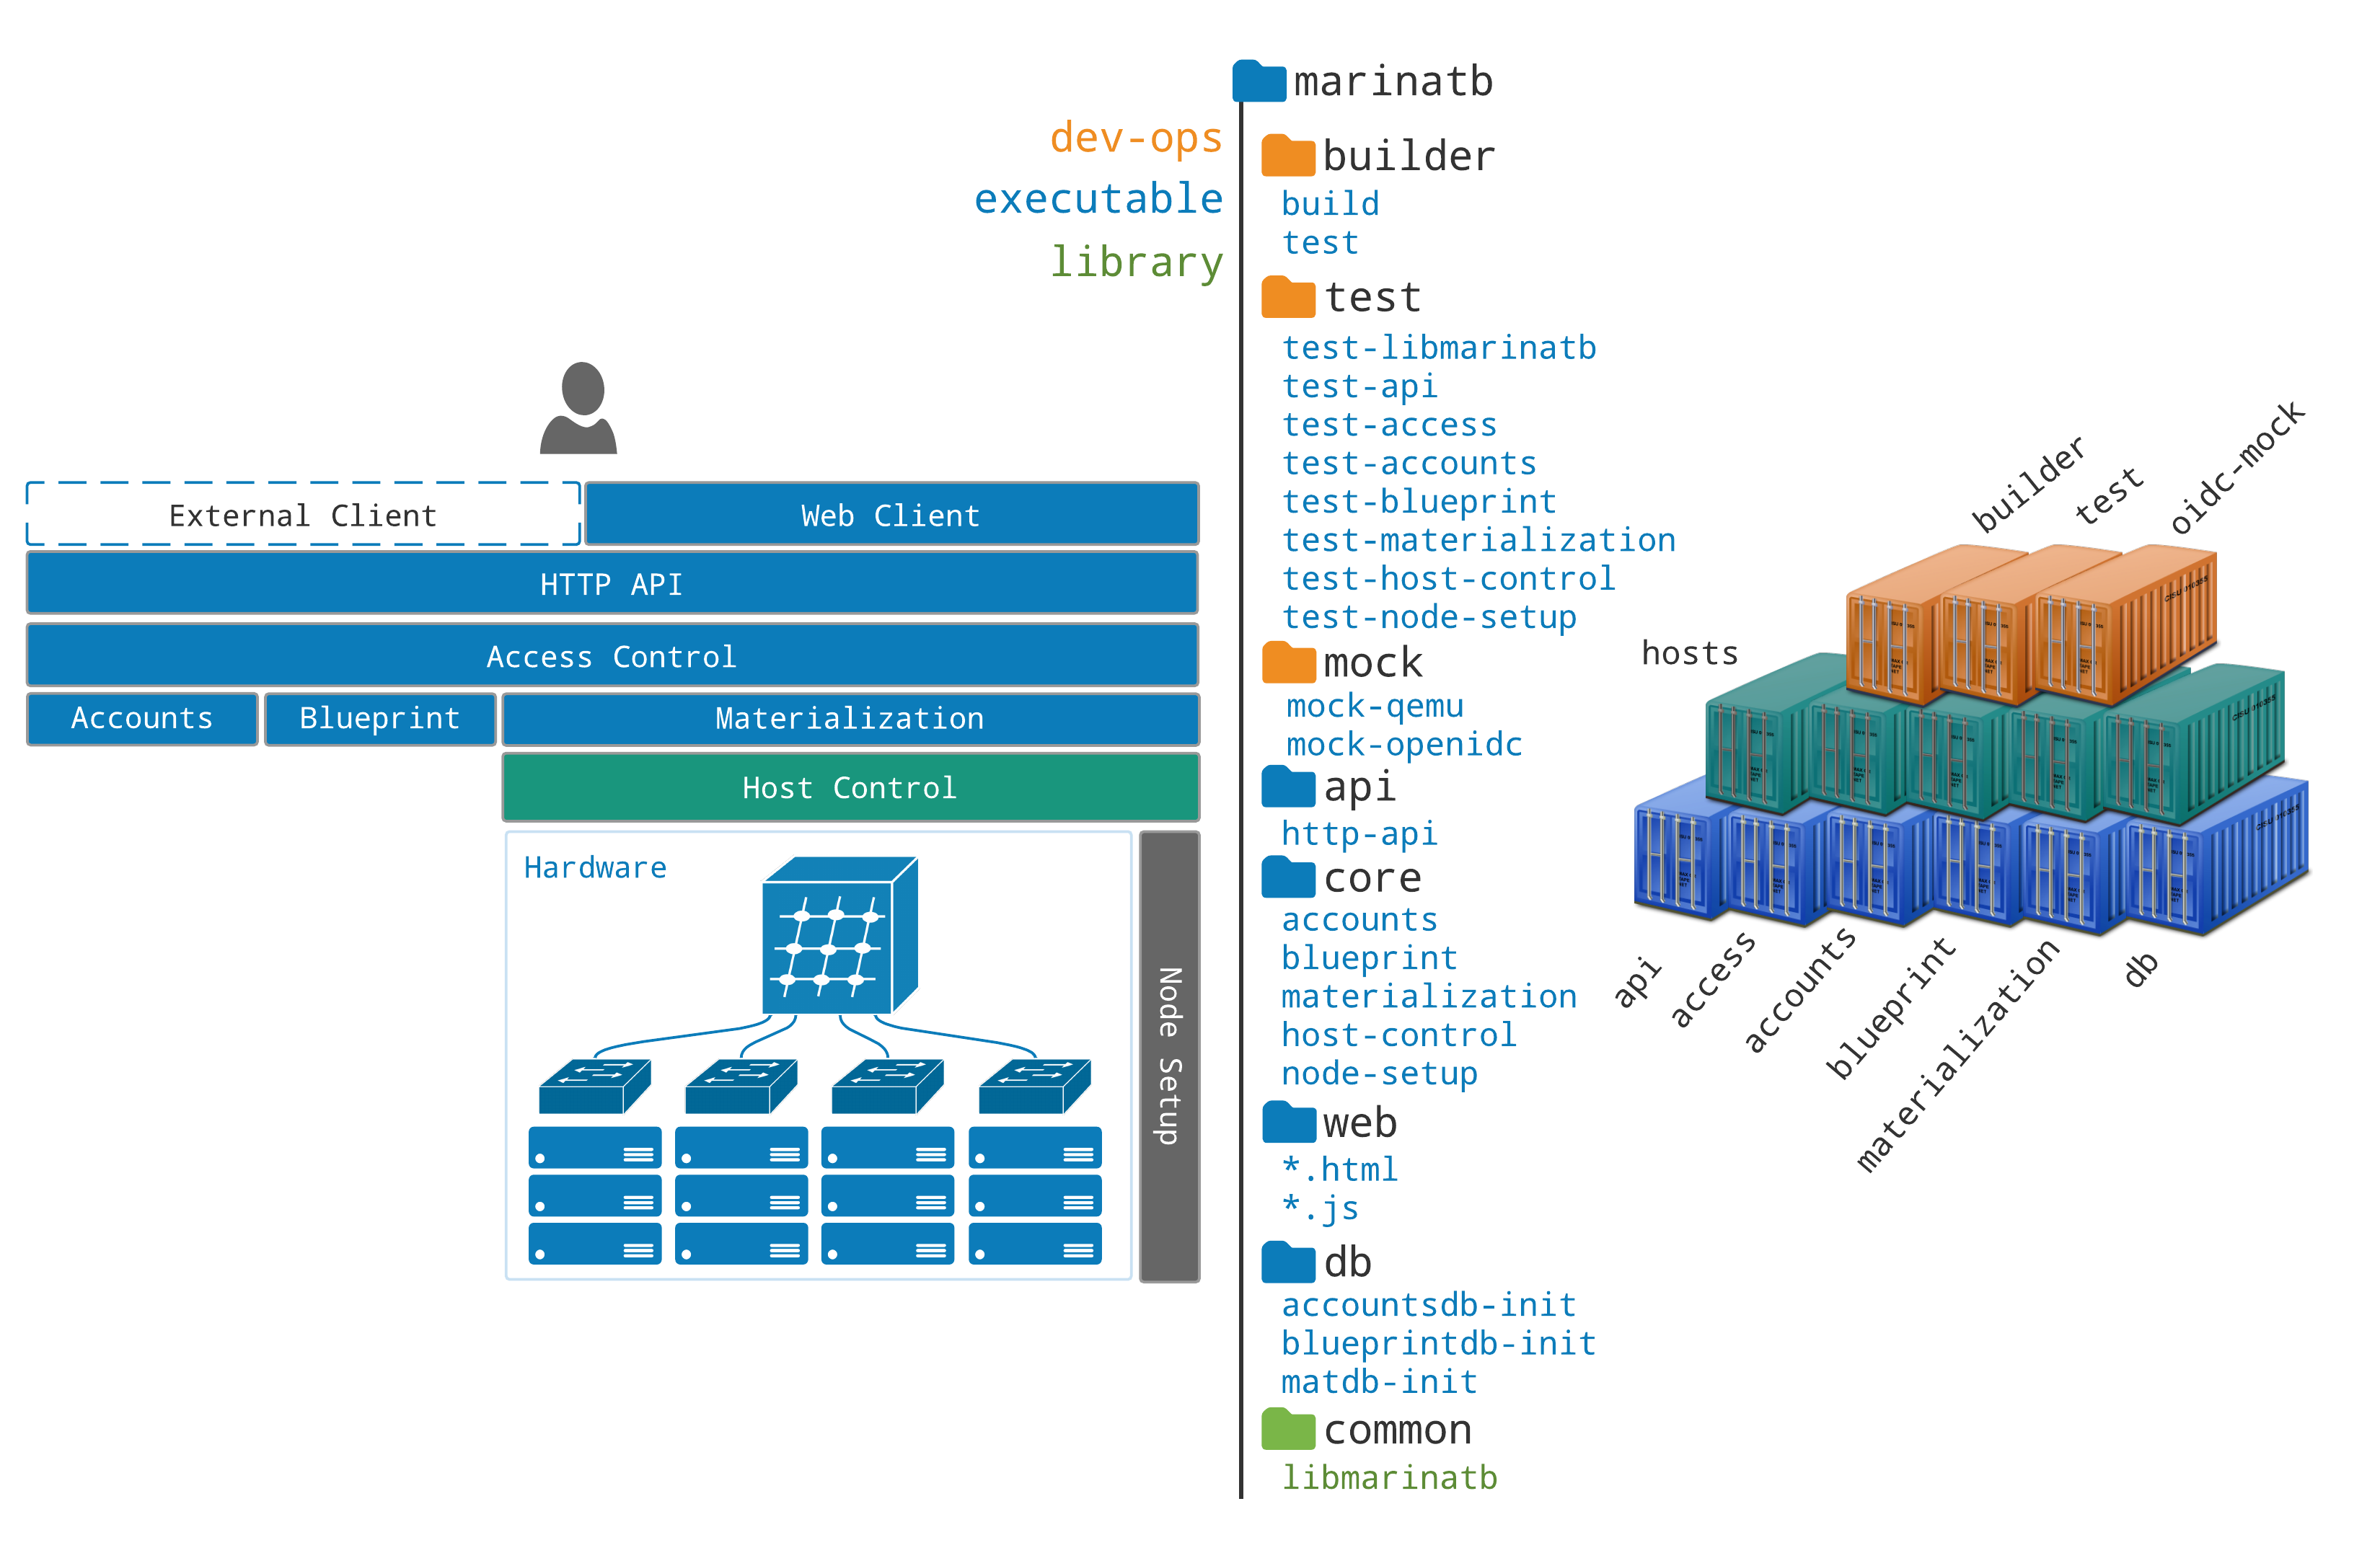 marinatb
dev-ops
executable
library
builder
build
test
test
test-libmarinatb
test-api
test-access
test-accounts
test-blueprint
test-materialization
test-host-control
test-node-setup
mock
mock-qemu
mock-openidc
api
http-api
core
accounts
blueprint
materialization
host-control
node-setup
web
*.html
*.js
db
accountsdb-init
blueprintdb-init
matdb-init
common
libmarinatb
External Client
Web Client
HTTP API
Access Control
Accounts
Blueprint
Materialization
Host Control
Hardware
Node Setup
builder
test
oidc-mock
hosts
api
access
accounts
blueprint
materialization
db